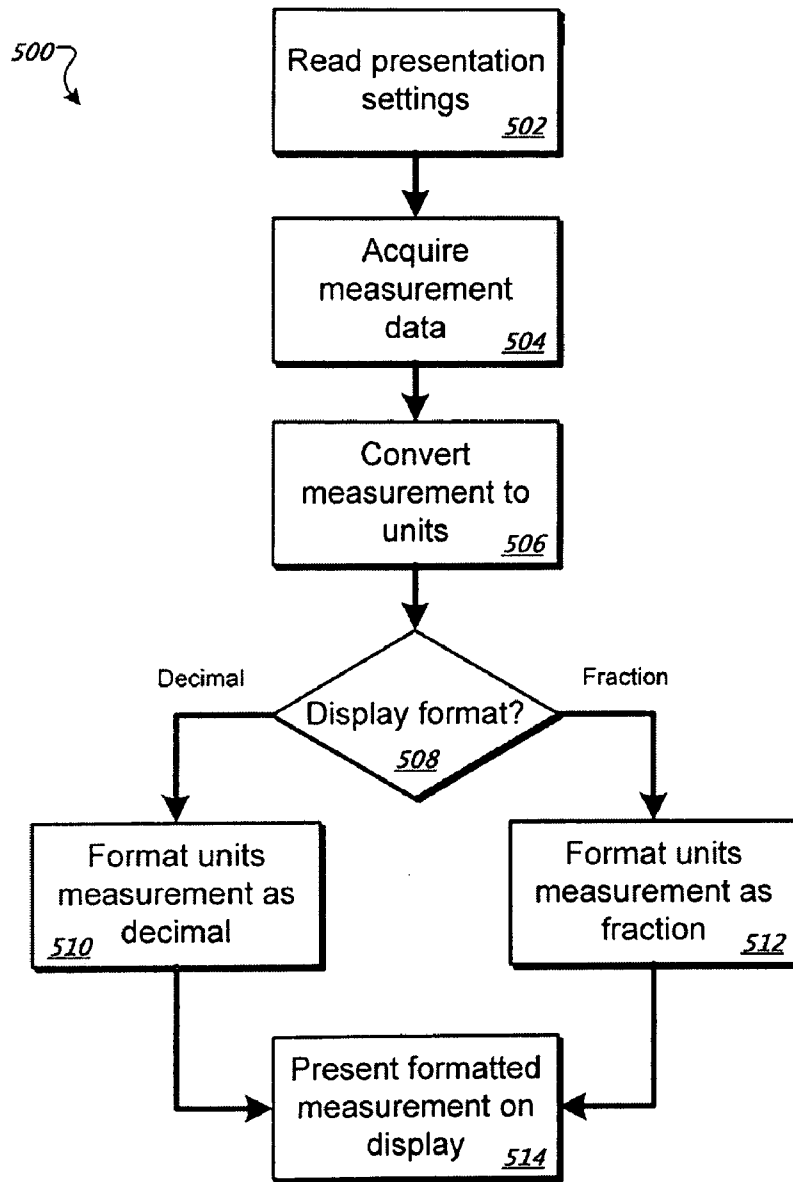 500
Read presentation
settings
502
Acquire
measurement
data
504
Convert
measurement to
units
506
Decimal
Fraction
Display format?
508
Format units
measurement as
decimal
510
Format units
measurement as
fraction
512
Present formatted
measurement on
display
514